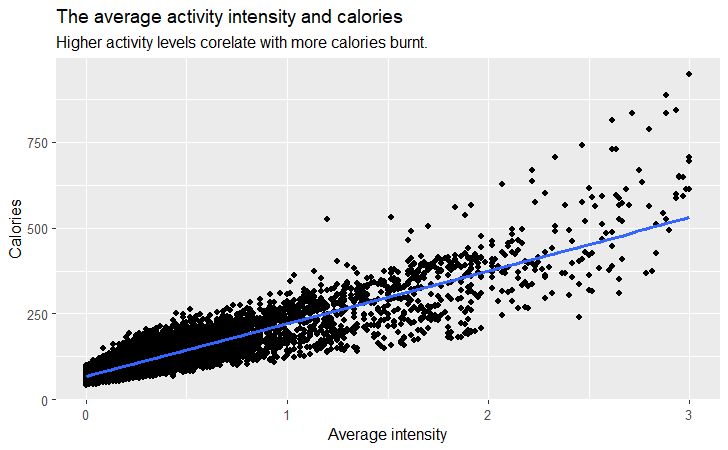 The average activity intensity and calories
Higher activity levels corelate with more calories burnt.
Calories
750
500
250
0
0 1 2 3
Average intensity